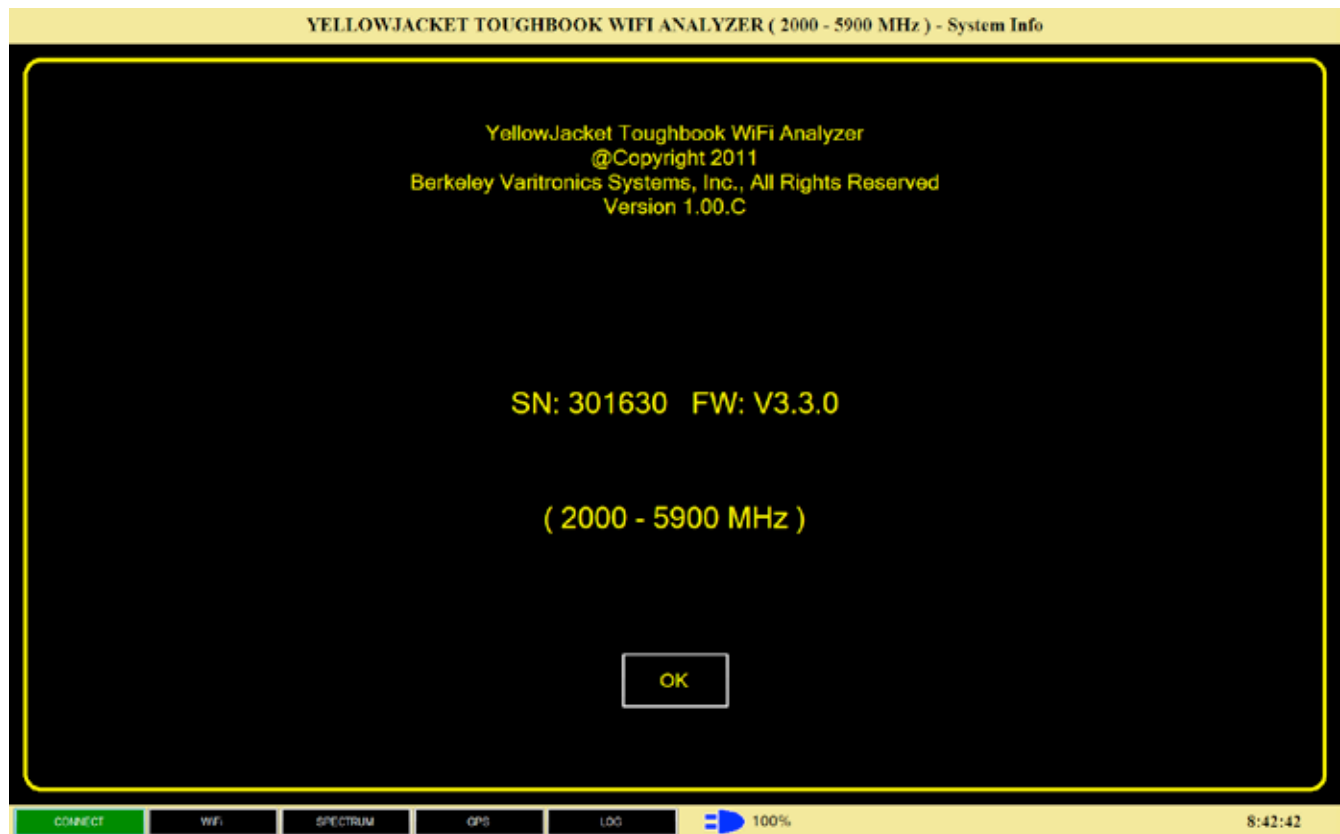 YELLOWJACKET TOUGHBOOK WIFI ANALYZER ( 2000 - 5900 MHz ) - System Info
YellowJacket Toughbook WiFi Analyzer
@Copyright 2011
Berkeley Varitronics Systems, Inc., All Rights Reserved
Version 1.00.C
SN: 301630 FW: V3.3.0
( 2000 - 5900 MHz )
OK
CONNECT WiFi SPECTRUM GPS LOG 100% 8:42:42